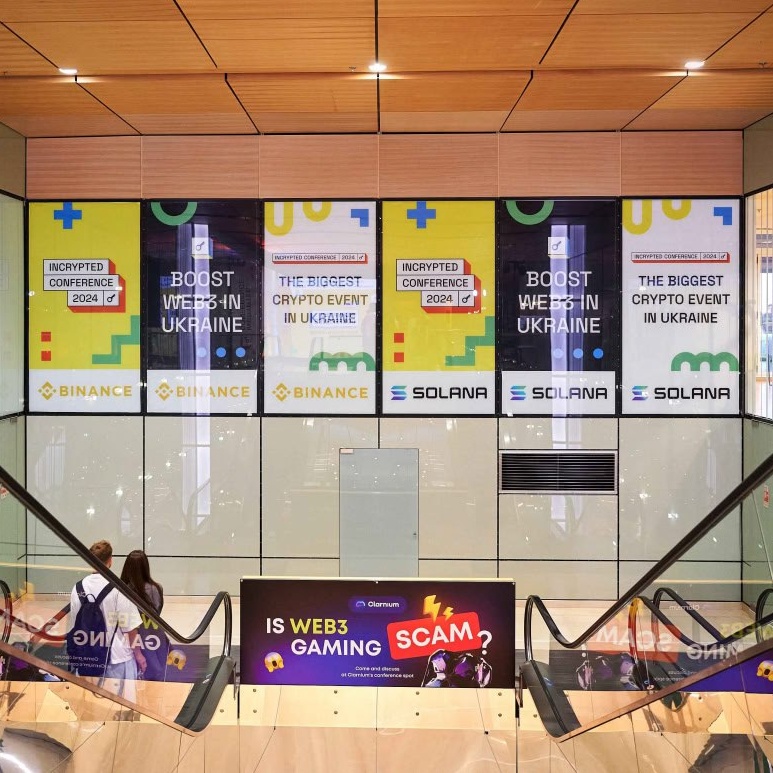 INCRYPTED
CONFERENCE
2024
BINANCE
BOOST
WEB3 IN
UKRAINE
BINANCE
INCRYPTED CONFERENCE 2024
THE BIGGEST
CRYPTO EVENT
IN UKRAINE
BINANCE
INCRYPTED
CONFERENCE
2024
SOLANA
BOOST
WEB3 IN
UKRAINE
SOLANA
INCRYPTED CONFERENCE 2024
THE BIGGEST
CRYPTO EVENT
IN UKRAINE
SOLANA
Clarnium
IS WEB3
GAMING
SCAM?
Come and discuss
at Clarnium's conference spot